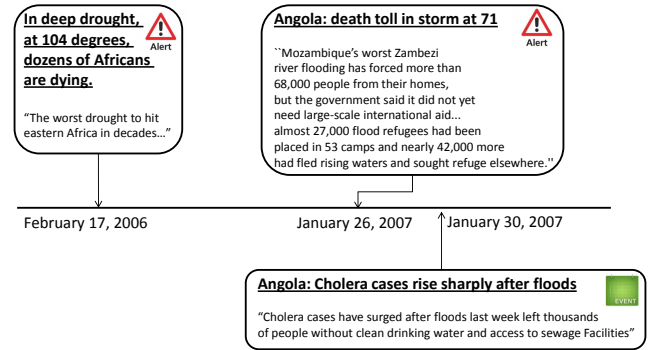 In deep drought,
at 104 degrees,
dozens of Africans
are dying.
Alert
“The worst drought to hit
eastern Africa in decades…”
Angola: death toll in storm at 71
Alert
``Mozambique’s worst Zambezi
river flooding has forced more than
68,000 people from their homes,
but the government said it did not yet
need large-scale international aid...
almost 27,000 flood refugees had been
placed in 53 camps and nearly 42,000 more
had fled rising waters and sought refuge elsewhere.''
February 17, 2006
January 26, 2007
January 30, 2007
Angola: Cholera cases rise sharply after floods
EVENT
“Cholera cases have surged after floods last week left thousands
of people without clean drinking water and access to sewage Facilities”